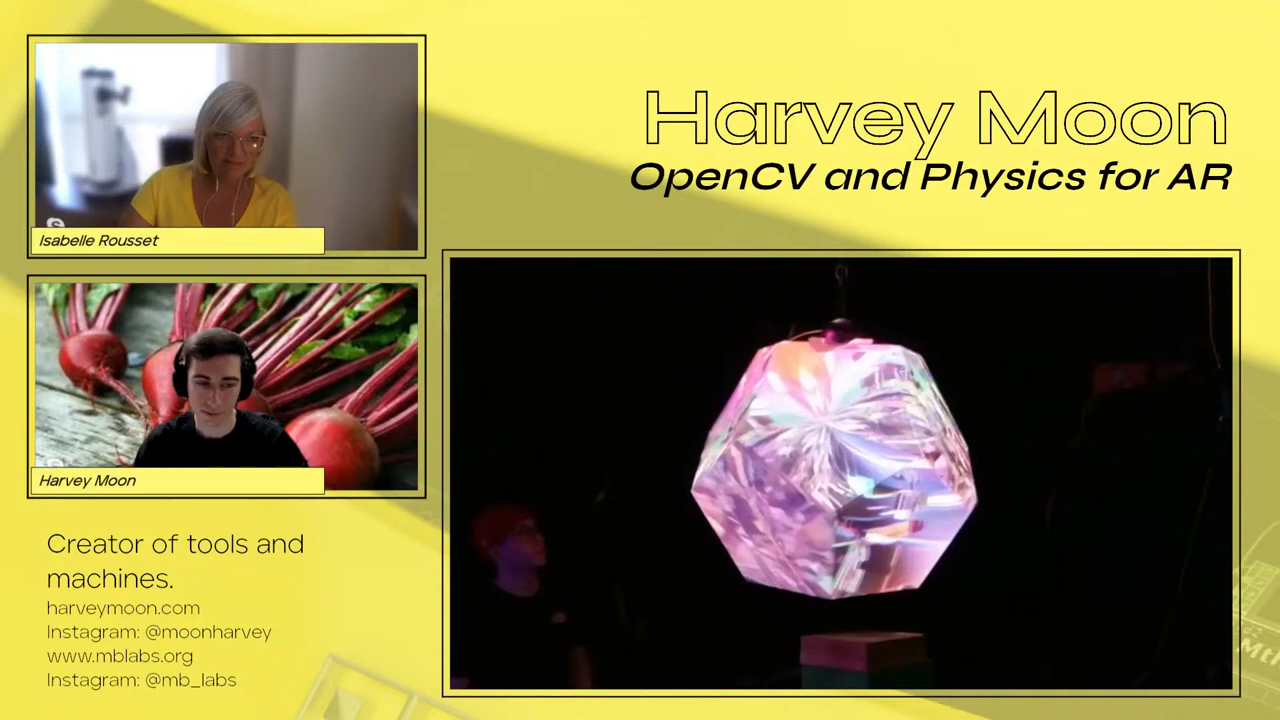 Harvey Moon
OpenCV and Physics for AR
Isabelle Rousset
Harvey Moon
Creator of tools and
machines.
harveymoon.com
Instagram: @moonharvey
www.mblabs.org
Instagram: @mb_labs